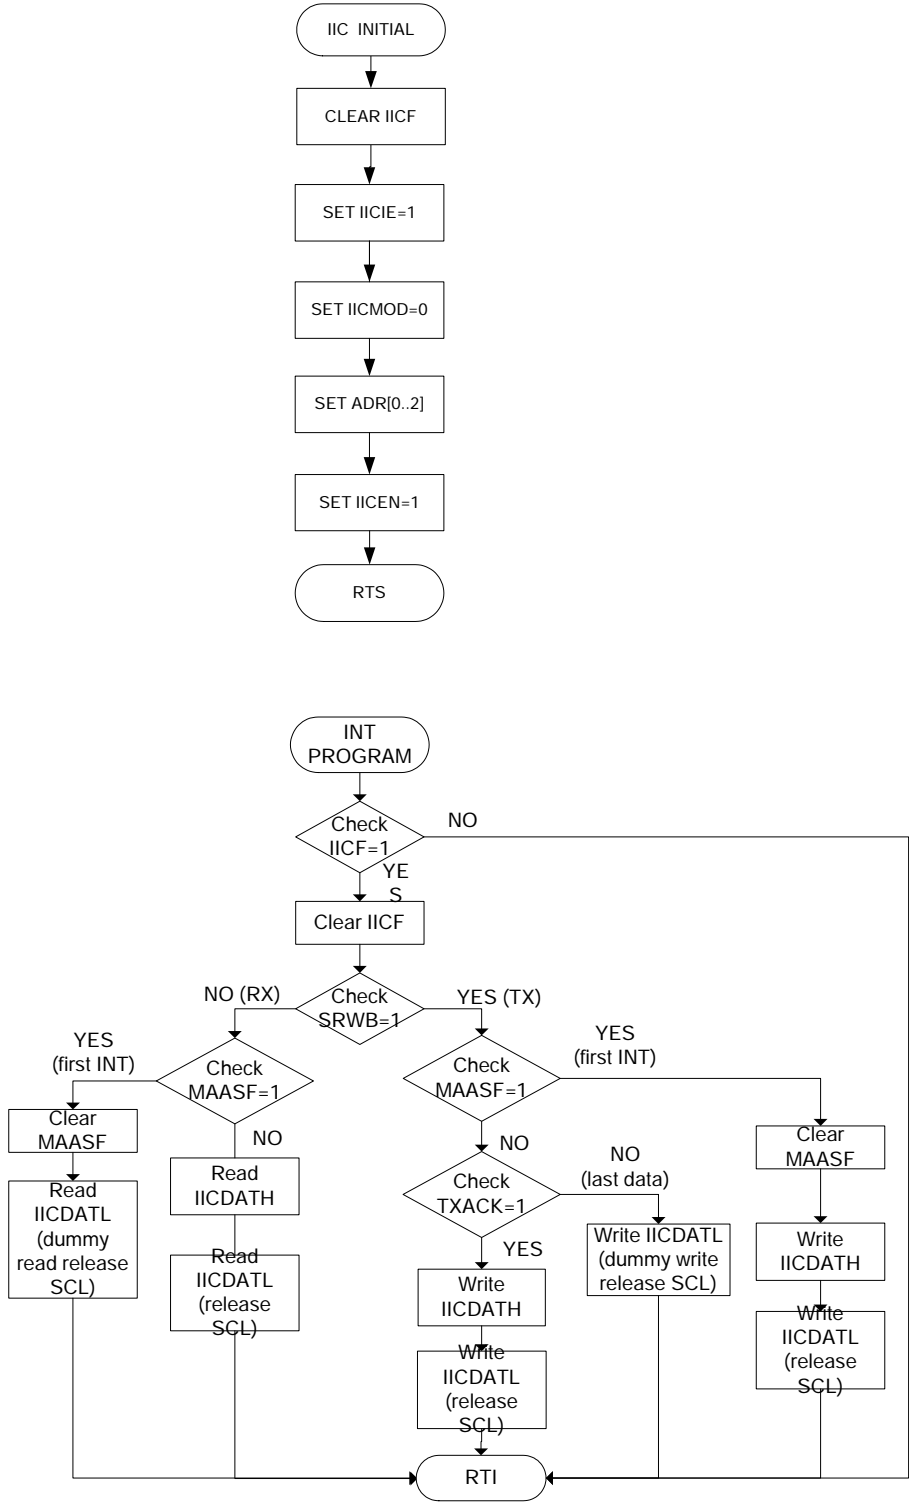 IIC INITIAL
CLEAR IICF
SET IICIE=1
SET IICMOD=0
SET ADR[0..2]
SET IICEN=1
RTS
INT
PROGRAM
Check
IICF=1
NO
YE
S
Clear IICF
Check
SRWB=1
NO (RX)
YES (TX)
YES
(first INT)
Check
MAASF=1
Check
MAASF=1
YES
(first INT)
Clear
MAASF
NO
Read
IICDATL
(dummy
read release
SCL)
Read
IICDATH
Read
IICDATL
(release
SCL)
NO
Check
TXACK=1
NO
(last data)
YES
Write
IICDATH
Write
IICDATL
(release
SCL)
Write IICDATL
(dummy write
release SCL)
Clear
MAASF
Write
IICDATH
Write
IICDATL
(release
SCL)
RTI